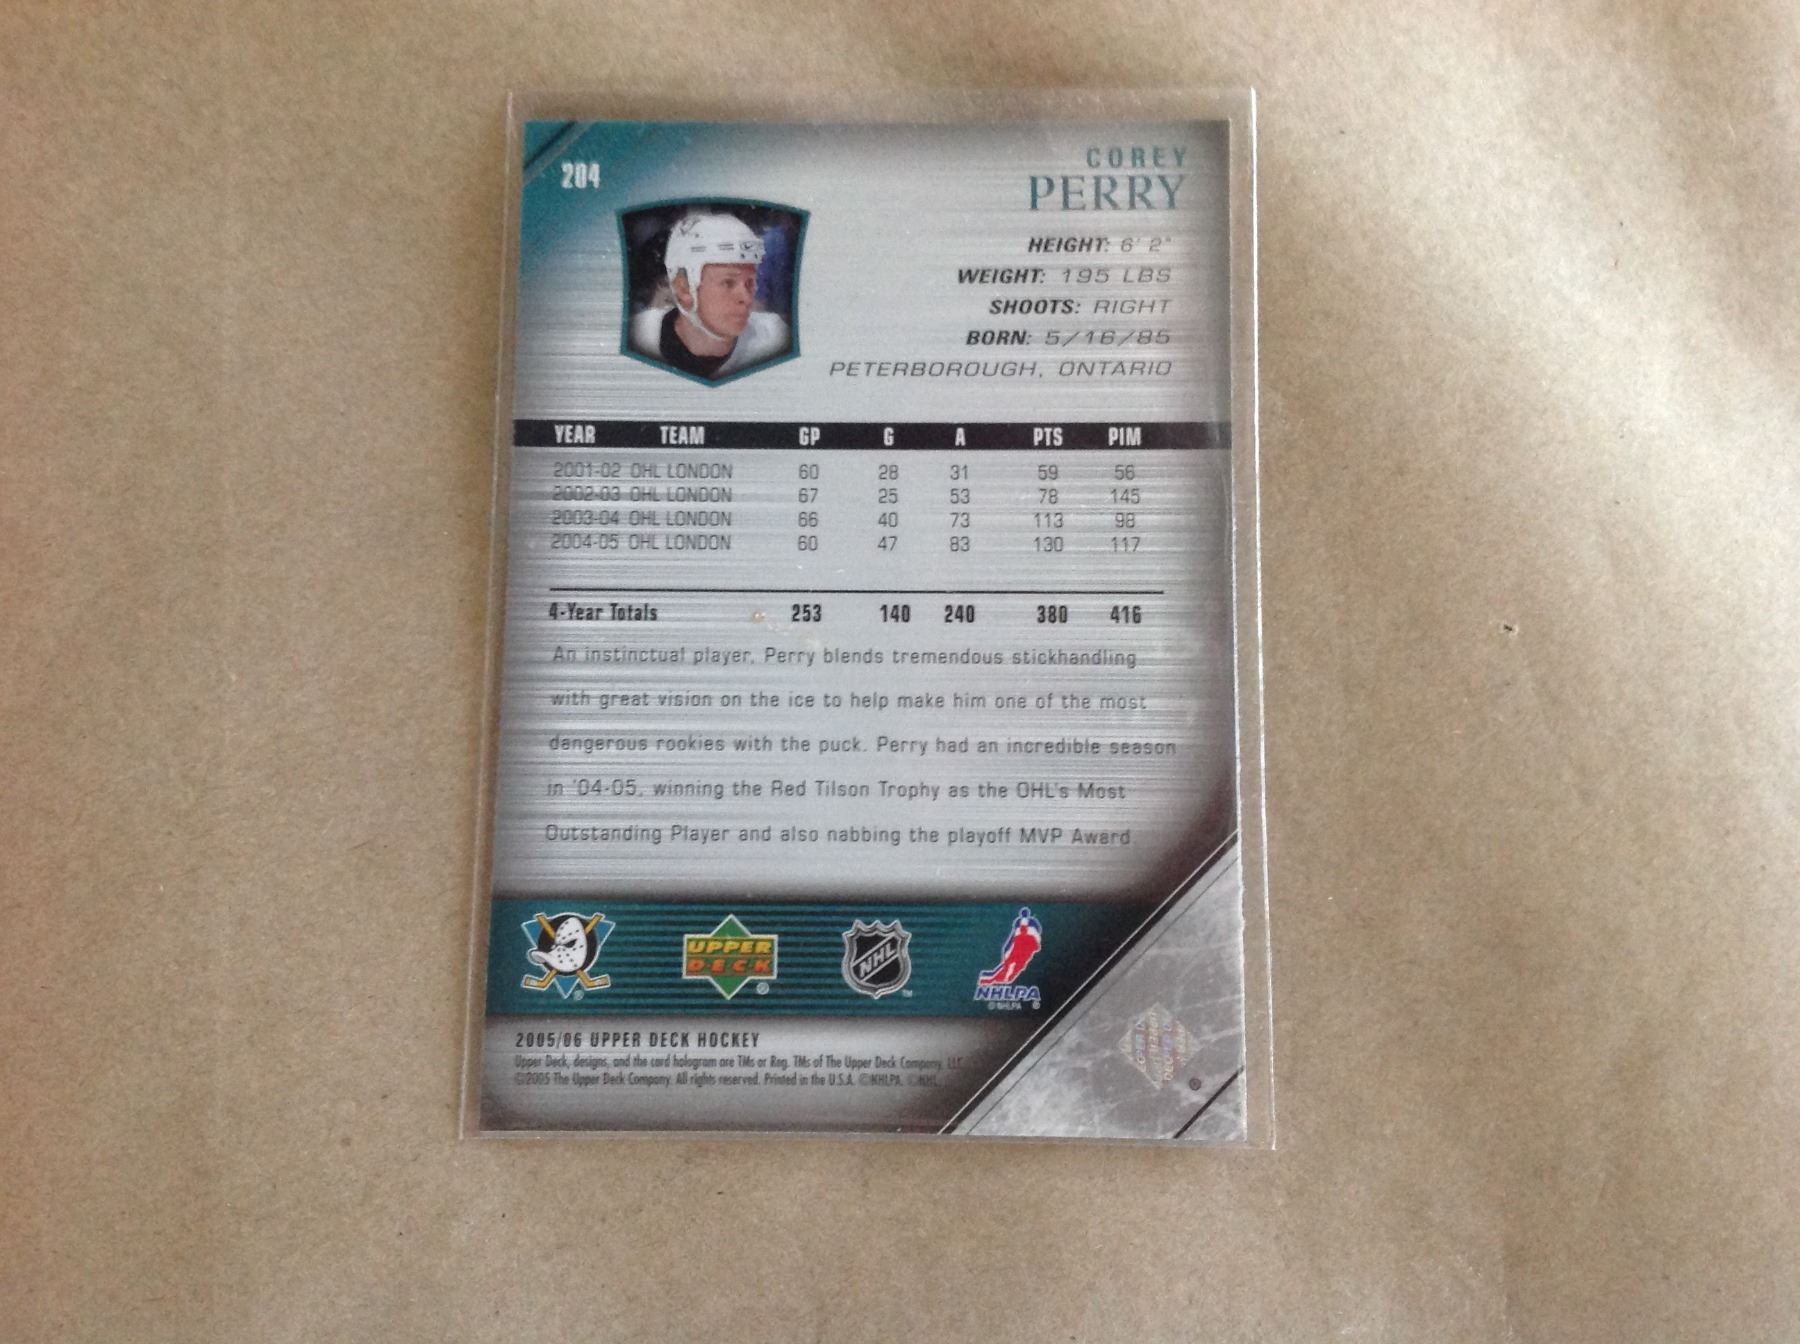 204
COREY
PERRY
HEIGHT: 6' 2"
WEIGHT: 195 LBS
SHOOTS: RIGHT
BORN: 5/16/85
PETERBOROUGH, ONTARIO
YEAR TEAM GP G A PTS PIM
2001-02 OHL LONDON 60 28 31 59 56
2002-03 OHL LONDON 67 25 53 78 145
2003-04 OHL LONDON 66 40 73 113 98
2004-05 OHL LONDON 60 47 83 130 117
4-Year Totals 253 140 240 380 416
An instinctual player, Perry blends tremendous stickhandling
with great vision on the ice to help make him one of the most
dangerous rookies with the puck. Perry had an incredible season
in '04-05, winning the Red Tilson Trophy as the OHL's Most
Outstanding Player and also nabbing the playoff MVP Award
UPPER
DECK
®
NHL
TM
NHLPA
© NHLPA ®
2005/06 UPPER DECK HOCKEY
Upper Deck, designs, and the card hologram are TMs or Reg. TMs of The Upper Deck Company, LLC
©2005 The Upper Deck Company. All rights reserved. Printed in the U.S.A. ©NHLPA. ©NHL.